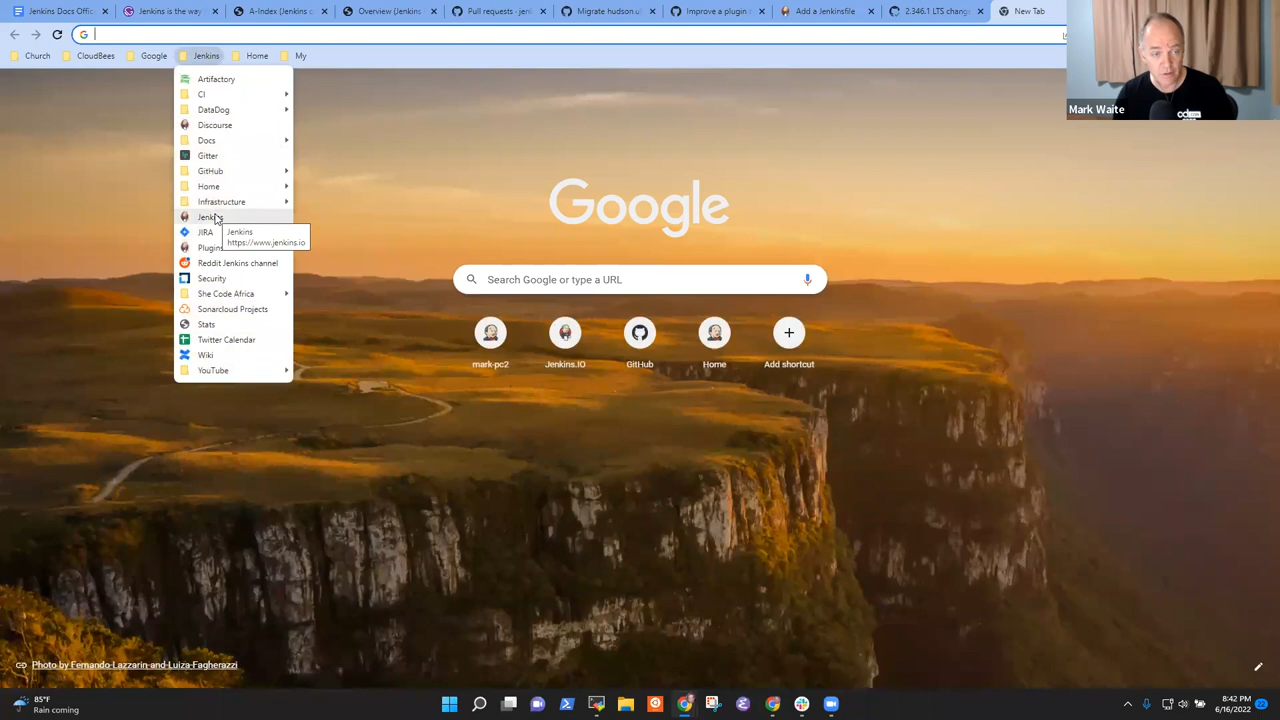 Jenkins Docs Offic
Jenkins is the way
A-Index (Jenkins c
Overview (Jenkins
Pull requests · jenk
Migrate hudson.ut
Improve a plugin t
Add a Jenkinsfile
2.346.1 LTS chang
New Tab
Church
CloudBees
Google
Jenkins
Home
My
Artifactory
CI
DataDog
Discourse
Docs
Gitter
GitHub
Home
Infrastructure
Jenkins
JIRA
Plugins
Reddit Jenkins channel
Security
She Code Africa
Sonarcloud Projects
Stats
Twitter Calendar
Wiki
YouTube
Jenkins
https://www.jenkins.io
Mark Waite
Google
Search Google or type a URL
mark-pc2
Jenkins.IO
GitHub
Home
Add shortcut
Photo by Fernando Lazzarin and Luiza Fagherazzi
85°F
Rain coming
8:42 PM
6/16/2022